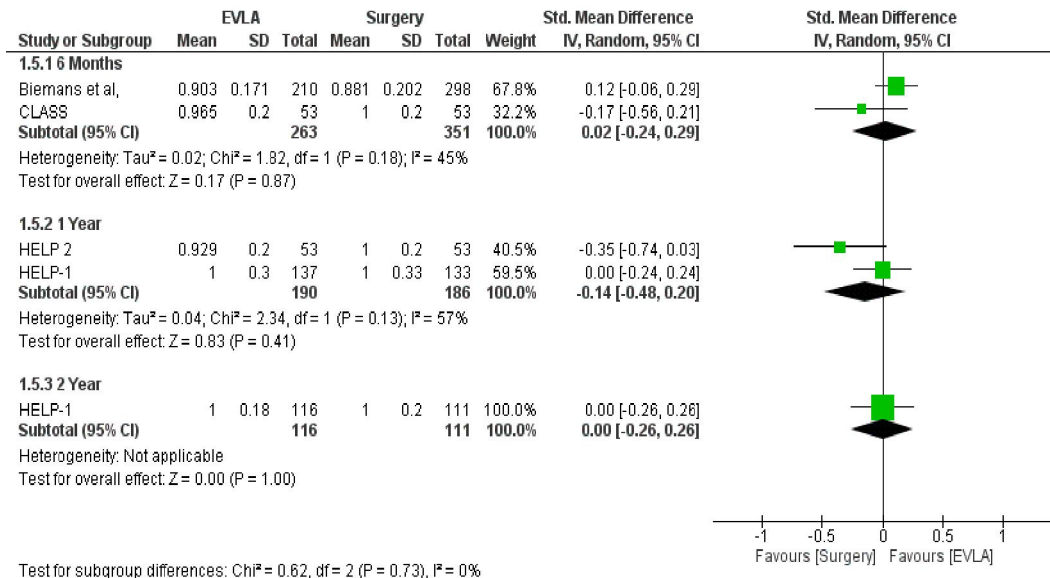 EVLA Surgery Std. Mean Difference Std. Mean Difference
Study or Subgroup Mean SD Total Mean SD Total Weight IV, Random, 95% CI IV, Random, 95% CI
1.5.1 6 Months
Biemans et al, 0.903 0.171 210 0.881 0.202 298 67.8% 0.12 [-0.06, 0.29]
CLASS 0.965 0.2 53 1 0.2 53 32.2% -0.17 [-0.56, 0.21]
Subtotal (95% CI) 263 351 100.0% 0.02 [-0.24, 0.29]
Heterogeneity: Tau² = 0.02; Chi² = 1.82, df = 1 (P = 0.18); I² = 45%
Test for overall effect: Z = 0.17 (P = 0.87)
1.5.2 1 Year
HELP 2 0.929 0.2 53 1 0.2 53 40.5% -0.35 [-0.74, 0.03]
HELP-1 1 0.3 137 1 0.33 133 59.5% 0.00 [-0.24, 0.24]
Subtotal (95% CI) 190 186 100.0% -0.14 [-0.48, 0.20]
Heterogeneity: Tau² = 0.04; Chi² = 2.34, df = 1 (P = 0.13); I² = 57%
Test for overall effect: Z = 0.83 (P = 0.41)
1.5.3 2 Year
HELP-1 1 0.18 116 1 0.2 111 100.0% 0.00 [-0.26, 0.26]
Subtotal (95% CI) 116 111 100.0% 0.00 [-0.26, 0.26]
Heterogeneity: Not applicable
Test for overall effect: Z = 0.00 (P = 1.00)
-1 -0.5 0 0.5 1
Favours [Surgery] Favours [EVLA]
Test for subgroup differences: Chi² = 0.62, df = 2 (P = 0.73), I² = 0%